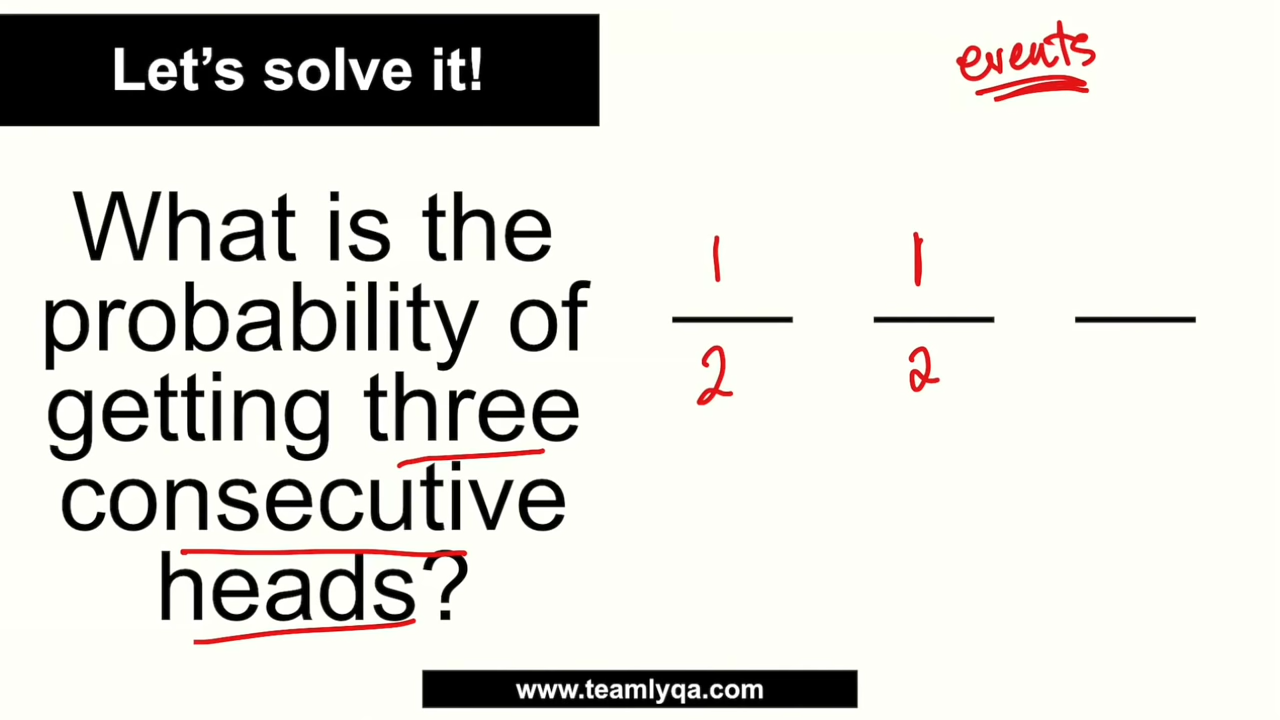 Let's solve it!
events
What is the
probability of
getting three
consecutive
heads?
1 1
2 2
www.teamlyqa.com